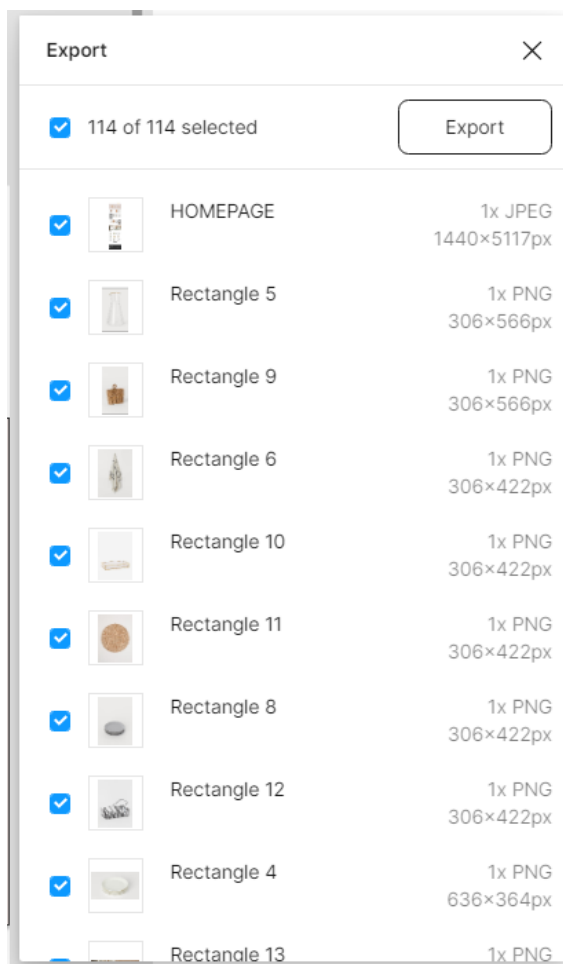 Export
114 of 114 selected
Export
HOMEPAGE
1x JPEG
1440×5117px
Rectangle 5
1x PNG
306×566px
Rectangle 9
1x PNG
306×566px
Rectangle 6
1x PNG
306×422px
Rectangle 10
1x PNG
306×422px
Rectangle 11
1x PNG
306×422px
Rectangle 8
1x PNG
306×422px
Rectangle 12
1x PNG
306×422px
Rectangle 4
1x PNG
636×364px
Rectangle 13
1x PNG